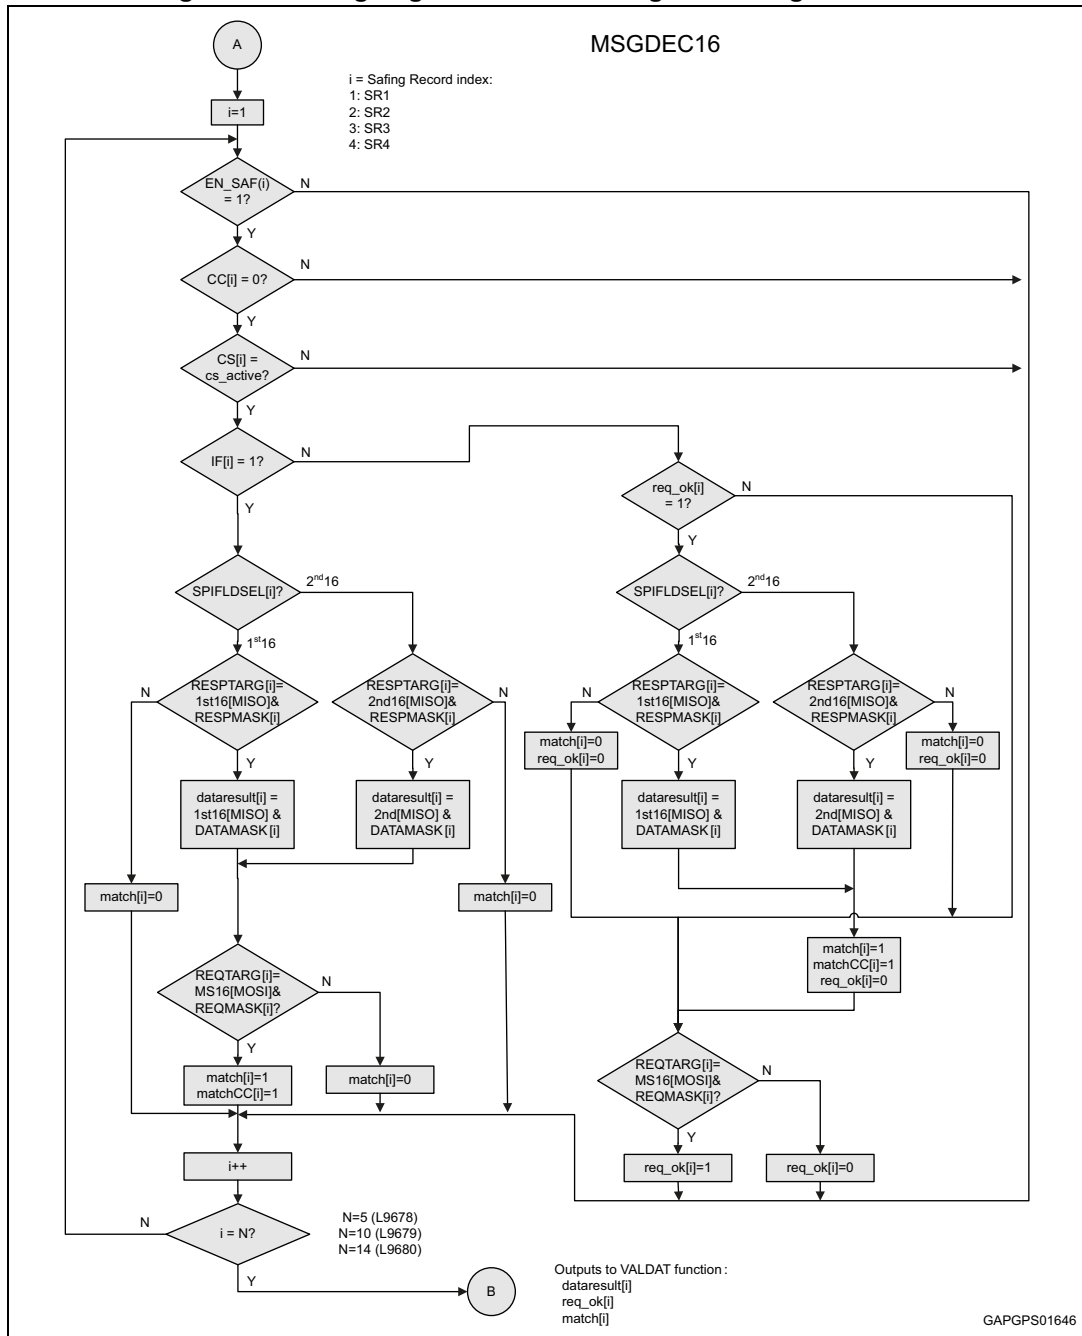 A
MSGDEC16
i = Safing Record index:
1: SR1
2: SR2
3: SR3
4: SR4
i=1
EN_SAF(i)
= 1?
N
Y
CC[i] = 0?
N
Y
CS[i] =
cs_active?
N
Y
IF[i] = 1?
N
Y
req_ok[i]
= 1?
N
Y
SPIFLDSEL[i]?
2nd16
1st16
SPIFLDSEL[i]?
2nd16
1st16
RESPTARG[i]=
1st16[MISO]&
RESPMASK[i]
N
Y
RESPTARG[i]=
2nd16[MISO]&
RESPMASK[i]
N
Y
RESPTARG[i]=
1st16[MISO]&
RESPMASK[i]
N
Y
RESPTARG[i]=
2nd16[MISO]&
RESPMASK[i]
N
Y
match[i]=0
req_ok[i]=0
match[i]=0
req_ok[i]=0
dataresult[i] =
1st16[MISO] &
DATAMASK[i]
dataresult[i] =
2nd[MISO] &
DATAMASK[i]
dataresult[i] =
1st16[MISO] &
DATAMASK[i]
dataresult[i] =
2nd[MISO] &
DATAMASK[i]
match[i]=0
match[i]=0
match[i]=1
matchCC[i]=1
req_ok[i]=0
REQTARG[i]=
MS16[MOSI]&
REQMASK[i]?
N
Y
REQTARG[i]=
MS16[MOSI]&
REQMASK[i]?
N
Y
match[i]=1
matchCC[i]=1
match[i]=0
req_ok[i]=1
req_ok[i]=0
i++
i = N?
N
Y
N=5 (L9678)
N=10 (L9679)
N=14 (L9680)
B
Outputs to VALDAT function :
dataresult[i]
req_ok[i]
match[i]
GAPGPS01646